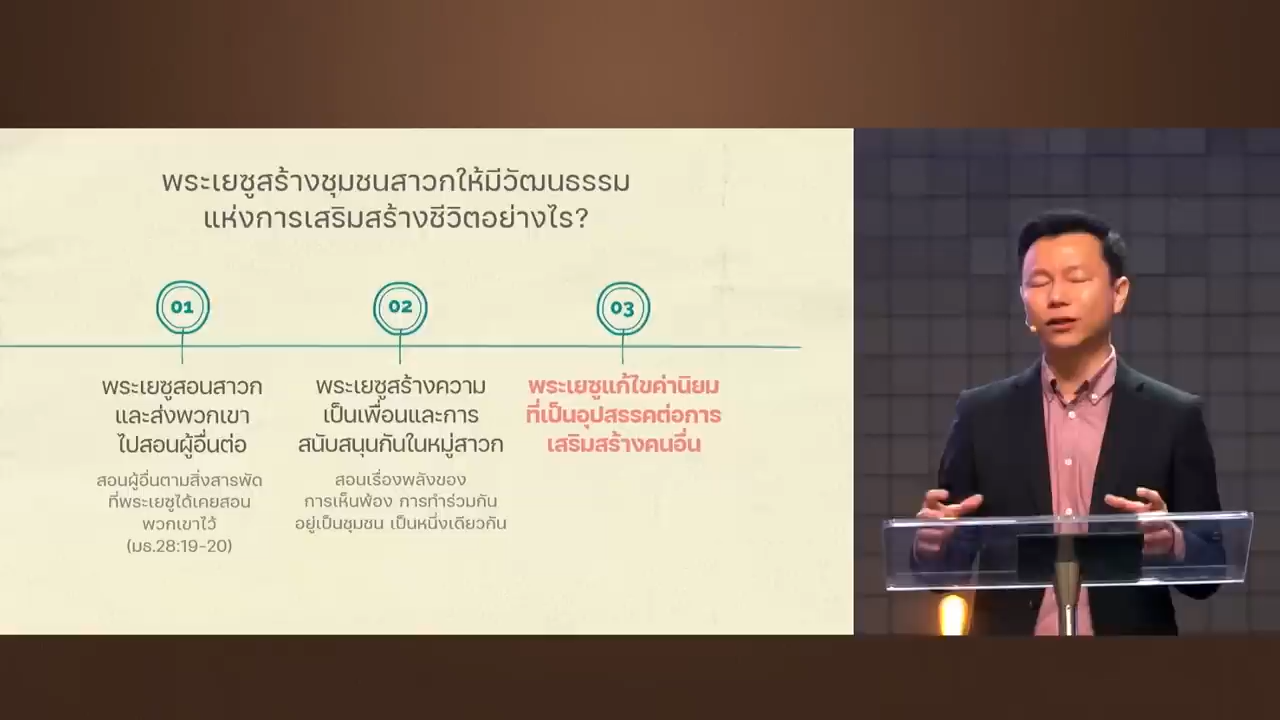 พระเยซูสร้างชุมชนสาวกให้มีวัฒนธรรม
แห่งการเสริมสร้างชีวิตอย่างไร?
01
พระเยซูสอนสาวก
และส่งพวกเขา
ไปสอนผู้อื่นต่อ
สอนผู้อื่นตามสิ่งสารพัด
ที่พระเยซูได้เคยสอน
พวกเขาไว้
(มธ.28:19-20)
02
พระเยซูสร้างความ
เป็นเพื่อนและการ
สนับสนุนกันในหมู่สาวก
สอนเรื่องพลังของ
การเห็นพ้อง การทำร่วมกัน
อยู่เป็นชุมชน เป็นหนึ่งเดียวกัน
03
พระเยซูแก้ไขค่านิยม
ที่เป็นอุปสรรคต่อการ
เสริมสร้างคนอื่น